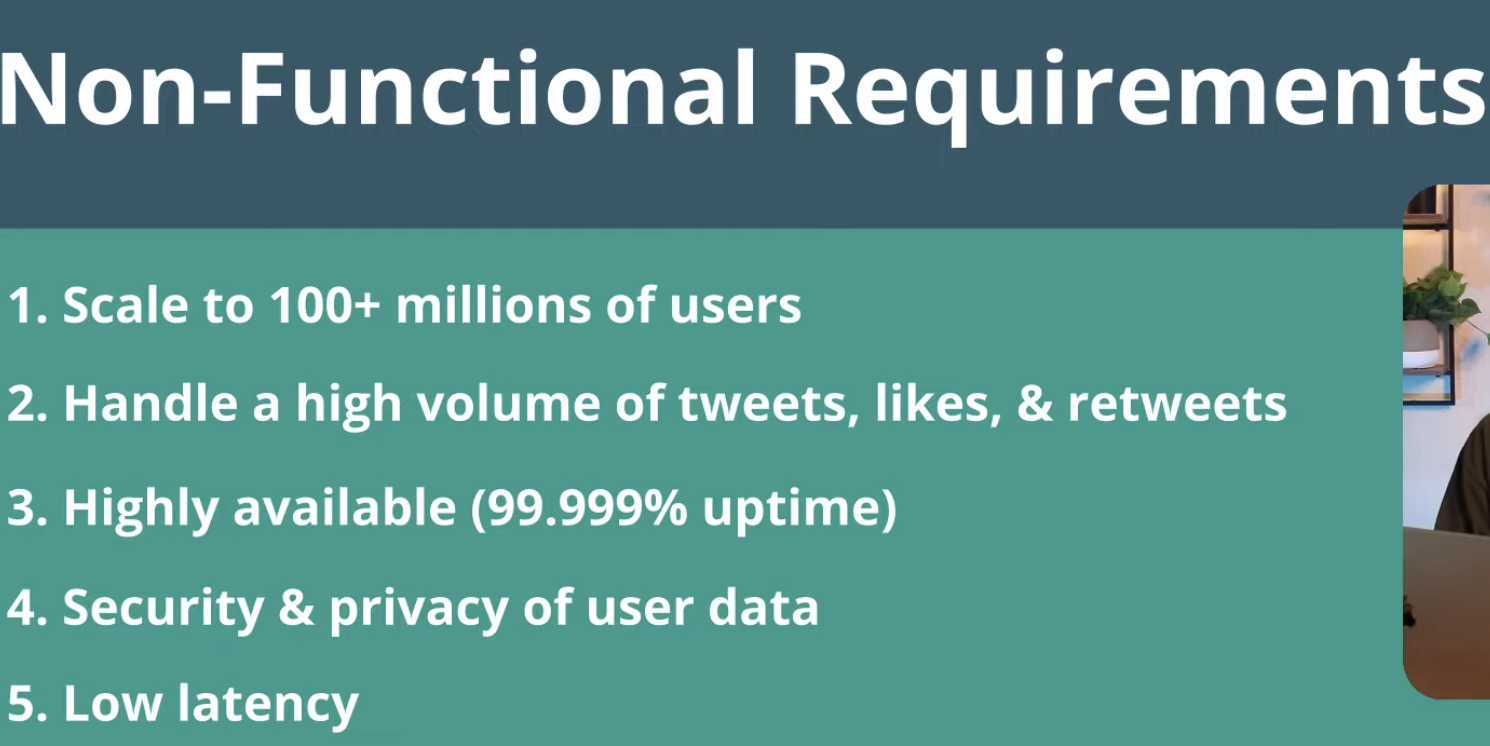 Non-Functional Requirements
1. Scale to 100+ millions of users
2. Handle a high volume of tweets, likes, & retweets
3. Highly available (99.999% uptime)
4. Security & privacy of user data
5. Low latency